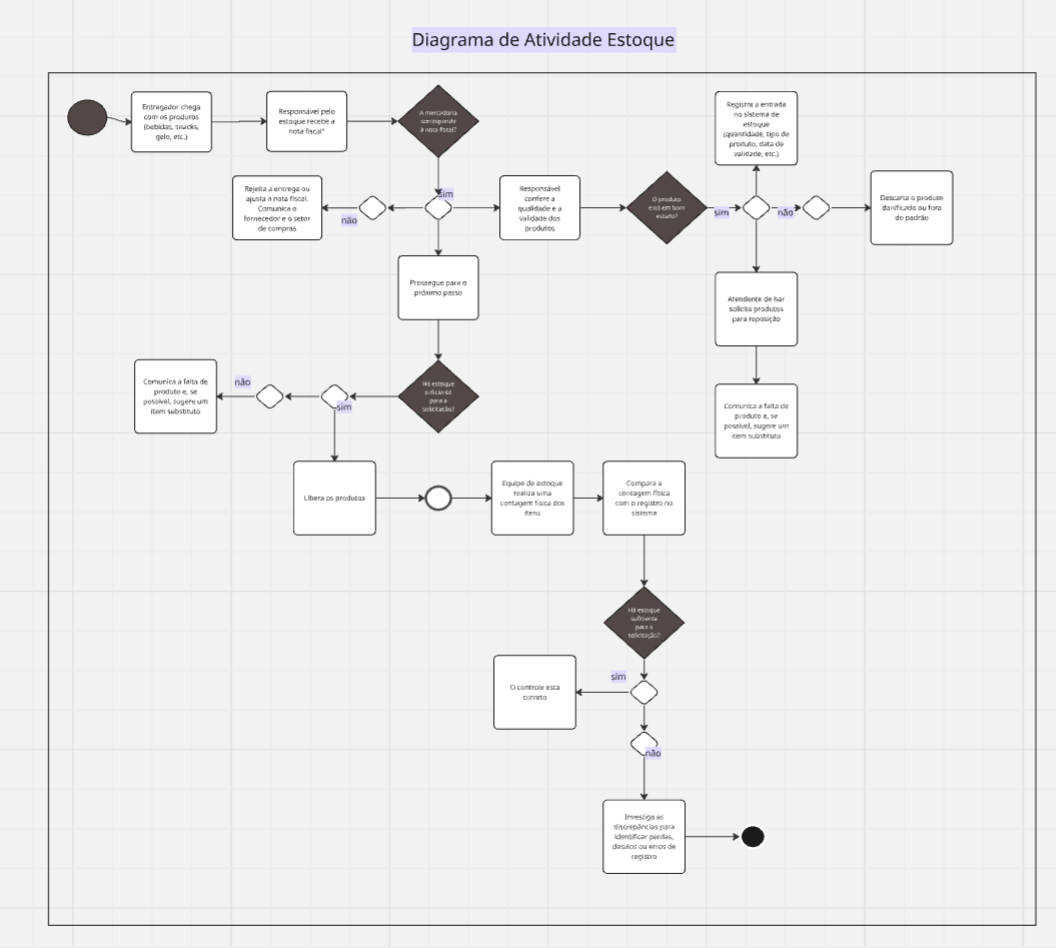 Diagrama de Atividade Estoque
Entregador chega
com os produtos
(bebidas, snacks,
gelo, etc.)
Responsável pelo
estoque recebe a
nota fiscal"
A mercadoria
corresponde
à nota fiscal?
Registra a entrada
no sistema de
estoque
(quantidade, tipo de
produto, data de
validade, etc.)
Rejeita a entrega ou
ajusta a nota fiscal.
Comunica o
fornecedor e o setor
de compras
não
sim
Responsável
confere a
qualidade e a
validade dos
produtos
O produto
está em bom
estado?
sim
não
Descarta o produto
danificado ou fora
do padrão
Prossegue para o
próximo passo
Atendente de bar
solicita produtos
para reposição
Comunica a falta de
produto e, se
possível, sugere um
item substituto
não
sim
Há estoque
suficiente
para a
solicitação?
Comunica a falta de
produto e, se
possível, sugere um
item substituto
Libera os produtos
Equipe de estoque
realiza uma
contagem física dos
itens
Compara a
contagem física
com o registro no
sistema
Há estoque
suficiente
para a
solicitação?
sim
O controle está
correto
não
Investiga as
discrepâncias para
identificar perdas,
desvios ou erros de
registro